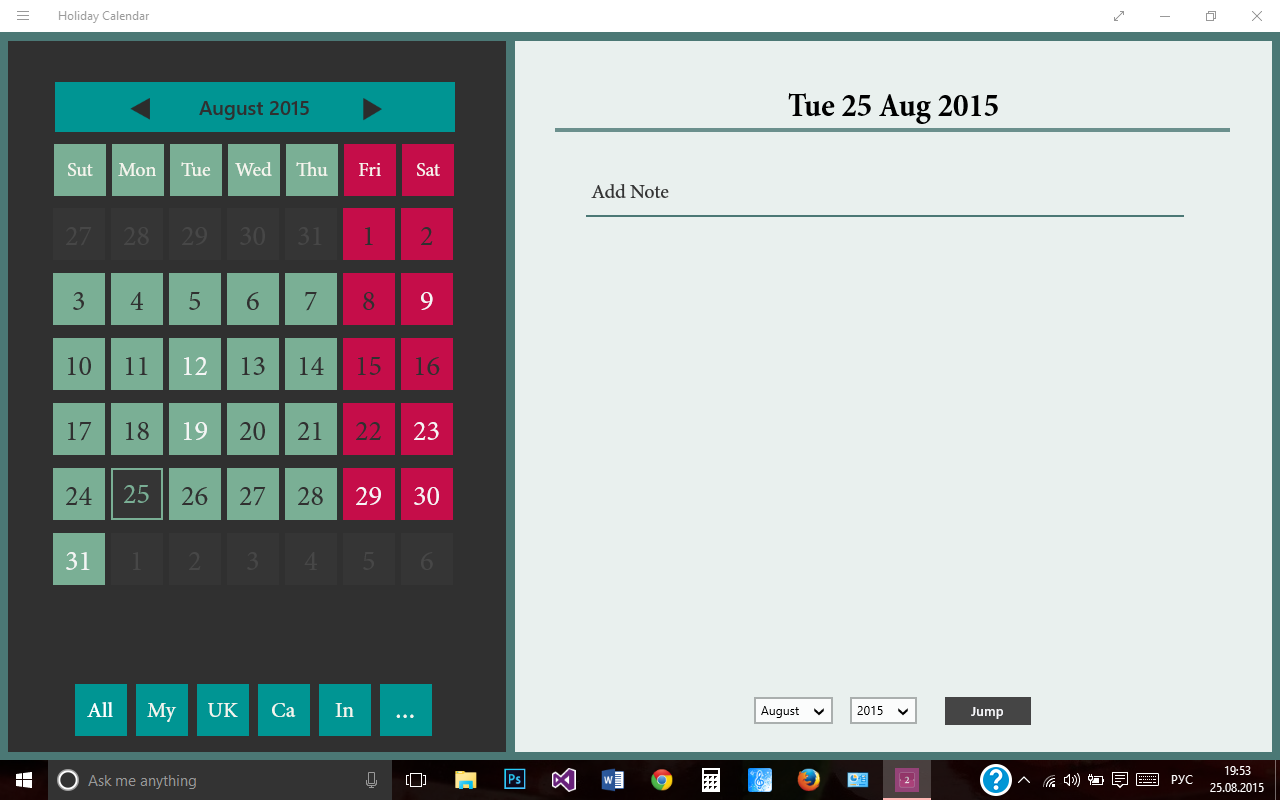 Holiday Calendar
August 2015
Sut Mon Tue Wed Thu Fri Sat
27 28 29 30 31 1 2
3 4 5 6 7 8 9
10 11 12 13 14 15 16
17 18 19 20 21 22 23
24 25 26 27 28 29 30
31 1 2 3 4 5 6
All My UK Ca In ...
Tue 25 Aug 2015
Add Note
August 2015 Jump
Ask me anything
Ps
W
2
?
РУС
19:53
25.08.2015